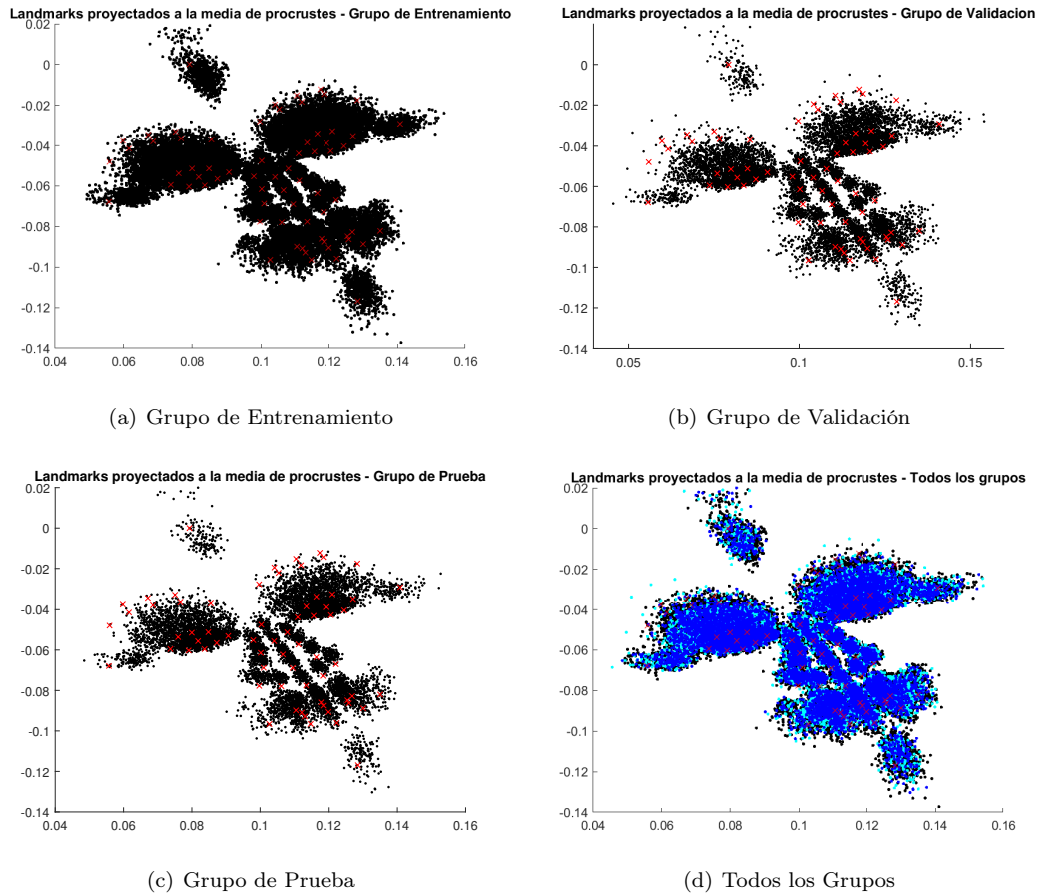 Landmarks proyectados a la media de procrustes - Grupo de Entrenamiento
0.02
0
-0.02
-0.04
-0.06
-0.08
-0.1
-0.12
-0.14
0.04 0.06 0.08 0.1 0.12 0.14 0.16
(a) Grupo de Entrenamiento
Landmarks proyectados a la media de procrustes - Grupo de Validacion
0
-0.02
-0.04
-0.06
-0.08
-0.1
-0.12
-0.14
0.05 0.1 0.15
(b) Grupo de Validación
Landmarks proyectados a la media de procrustes - Grupo de Prueba
0.02
0
-0.02
-0.04
-0.06
-0.08
-0.1
-0.12
-0.14
0.04 0.06 0.08 0.1 0.12 0.14 0.16
(c) Grupo de Prueba
Landmarks proyectados a la media de procrustes - Todos los grupos
0.02
0
-0.02
-0.04
-0.06
-0.08
-0.1
-0.12
-0.14
0.04 0.06 0.08 0.1 0.12 0.14 0.16
(d) Todos los Grupos